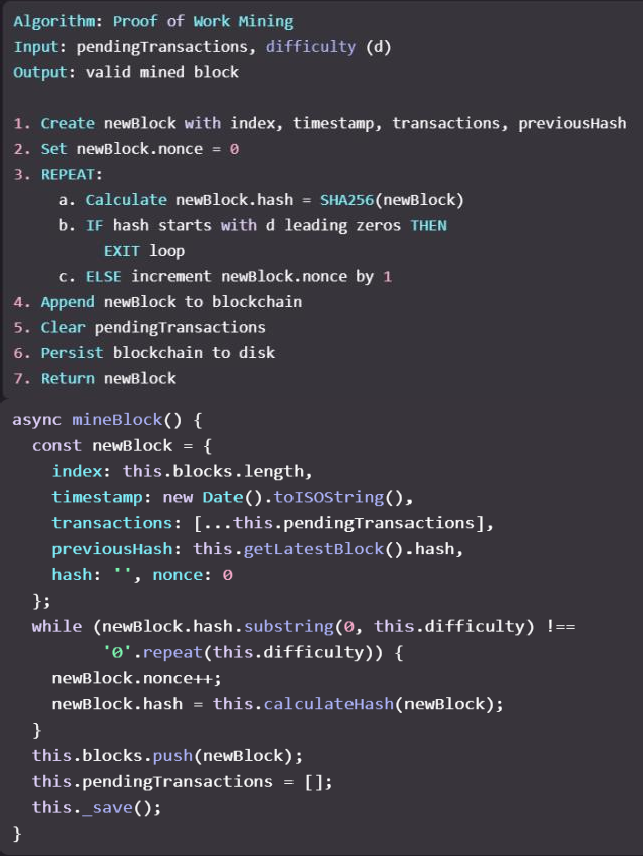 Algorithm: Proof of Work Mining
Input: pendingTransactions, difficulty (d)
Output: valid mined block
1. Create newBlock with index, timestamp, transactions, previousHash
2. Set newBlock.nonce = 0
3. REPEAT:
a. Calculate newBlock.hash = SHA256(newBlock)
b. IF hash starts with d leading zeros THEN
EXIT loop
c. ELSE increment newBlock.nonce by 1
4. Append newBlock to blockchain
5. Clear pendingTransactions
6. Persist blockchain to disk
7. Return newBlock
async mineBlock() {
const newBlock = {
index: this.blocks.length,
timestamp: new Date().toISOString(),
transactions: [...this.pendingTransactions],
previousHash: this.getLatestBlock().hash,
hash: '', nonce: 0
};
while (newBlock.hash.substring(0, this.difficulty) !==
'0'.repeat(this.difficulty)) {
newBlock.nonce++;
newBlock.hash = this.calculateHash(newBlock);
}
this.blocks.push(newBlock);
this.pendingTransactions = [];
this._save();
}